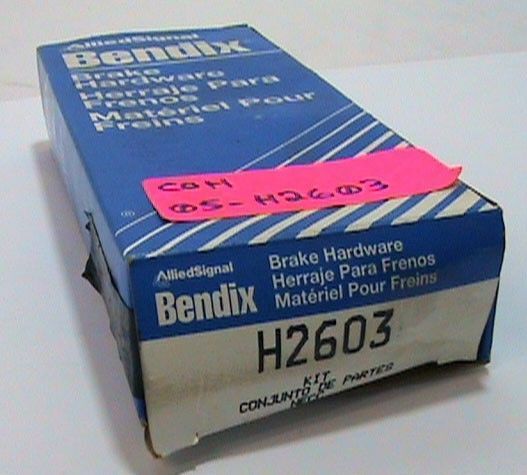 AlliedSignal
Bendix
Brake
Hardware
Herraje Para
Frenos
Matériel Pour
Freins
®
COH
05-H2603
AlliedSignal
Bendix
Brake Hardware
Herraje Para Frenos
Matériel Pour Freins
H2603
KIT
CONJUNTO DE PARTES